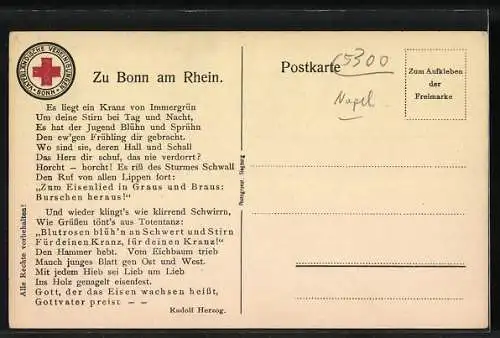 VATERLÄNDISCHE VEREINIGUNGEN
BONN
Zu Bonn am Rhein.
Es liegt ein Kranz von Immergrün
Um deine Stirn bei Tag und Nacht,
Es hat der Jugend Blühn und Sprühn
Den ew'gen Frühling dir gebracht.
Wo sind sie, deren Hall und Schall
Das Herz dir schuf, das nie verdorrt?
Horcht — horcht! Es riß des Sturmes Schwall
Den Ruf von allen Lippen fort:
„Zum Eisenlied in Graus und Braus:
Burschen heraus!"
Und wieder klingt's wie klirrend Schwirrn,
Wie Grüßen tönt's aus Totentanz:
„Blutrosen blüh'n an Schwert und Stirn
Für deinen Kranz, für deinen Kranz!"
Den Hammer hebt. Vom Eichbaum trieb
Manch junges Blatt gen Ost und West.
Mit jedem Hieb sei Lieb um Lieb
Ins Holz genagelt eisenfest.
Gott, der das Eisen wachsen heißt,
Gottvater preist — —
Rudolf Herzog.
Alle Rechte vorbehalten!
Siegburg
Postkarte
5300
Napel
Zum Aufkleben
der
Freimarke